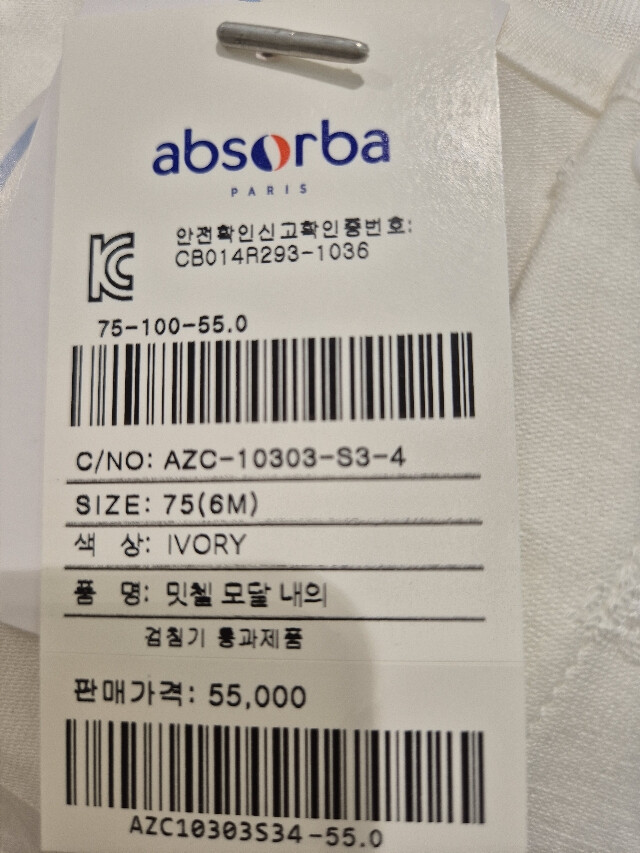 absorba
PARIS
안전확인신고확인증번호:
CB014R293-1036
75-100-55.0
C/NO: AZC-10303-S3-4
SIZE: 75(6M)
색 상: IVORY
품 명: 밋첼 모달 내의
검침기 통과제품
판매가격: 55,000
AZC10303S34-55.0